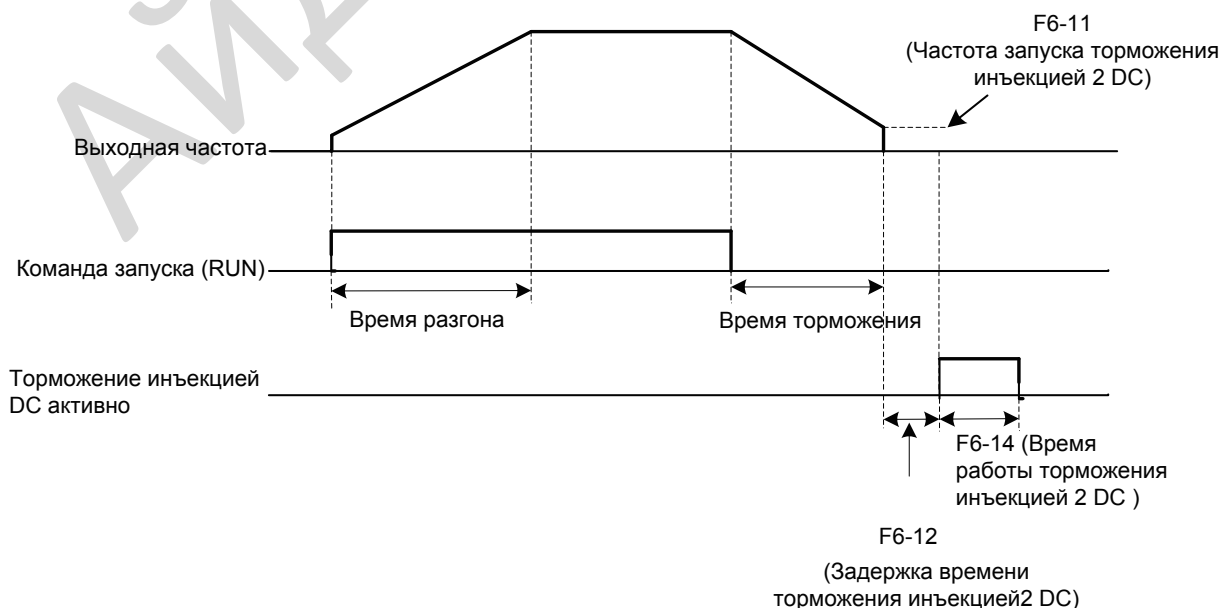 F6-11
(Частота запуска торможения
инъекцией 2 DC)
Выходная частота
Команда запуска (RUN)
Время разгона
Время торможения
Торможение инъекцией
DC активно
F6-14 (Время
работы торможения
инъекцией 2 DC )
F6-12
(Задержка времени
торможения инъекцией2 DC)